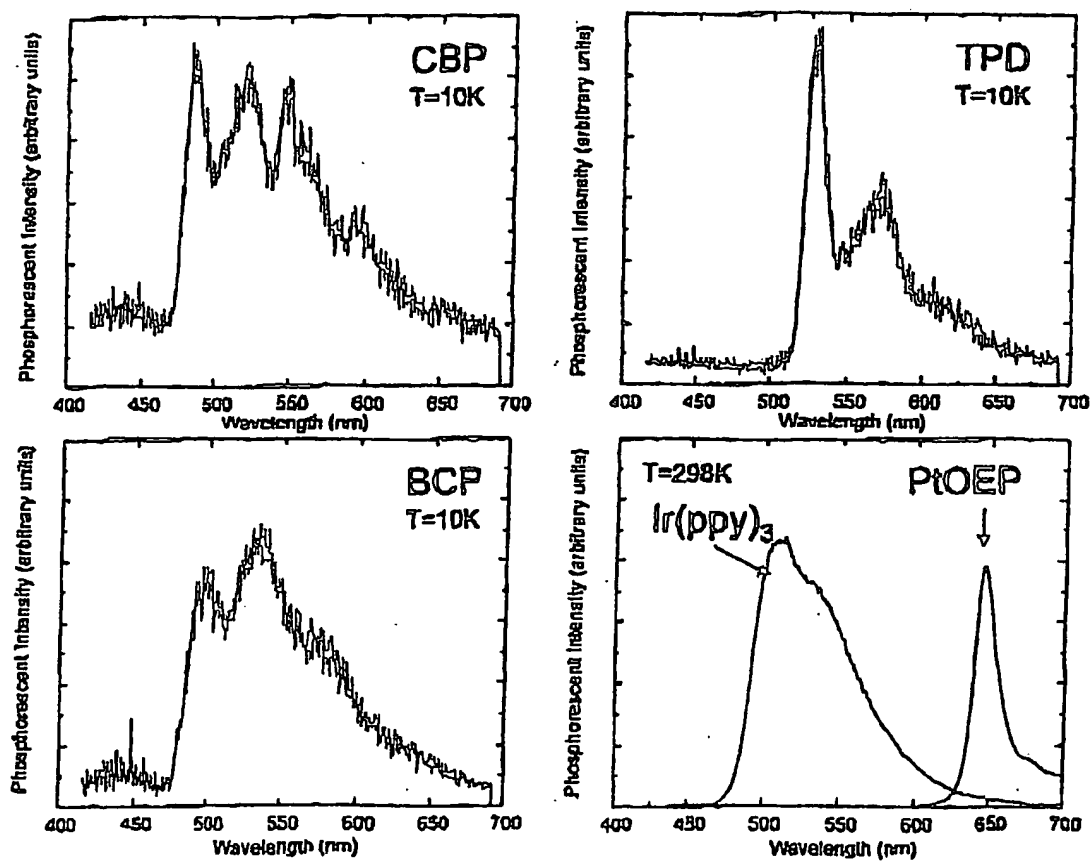 CBP
T=10K
Phosphorescent Intensity (arbitrary units)
400 450 500 550 600 650 700
Wavelength (nm)
TPD
T=10K
Phosphorescent Intensity (arbitrary units)
400 450 500 550 600 650 700
Wavelength (nm)
BCP
T=10K
Phosphorescent Intensity (arbitrary units)
400 450 500 550 600 650 700
Wavelength (nm)
T=298K
PtOEP
Ir(ppy)3
Phosphorescent Intensity (arbitrary units)
400 450 500 550 600 650 700
Wavelength (nm)